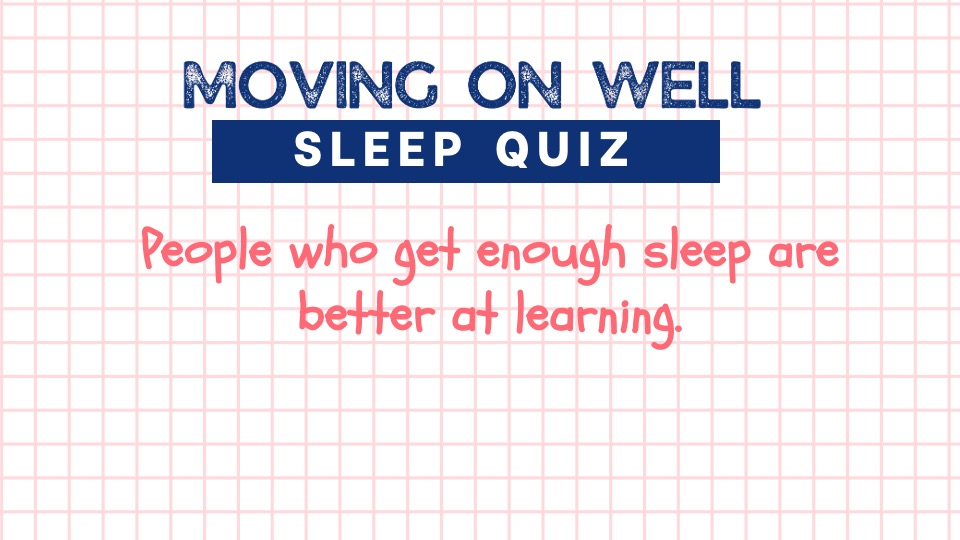 MOVING ON WELL
SLEEP QUIZ
People who get enough sleep are
better at learning.